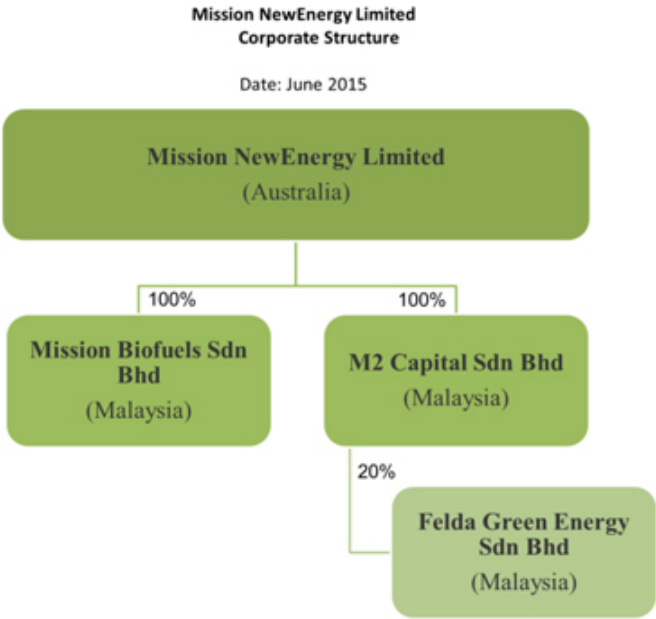 Mission NewEnergy Limited
Corporate Structure
Date: June 2015
Mission NewEnergy Limited
(Australia)
100%
100%
Mission Biofuels Sdn
Bhd
(Malaysia)
M2 Capital Sdn Bhd
(Malaysia)
20%
Felda Green Energy
Sdn Bhd
(Malaysia)